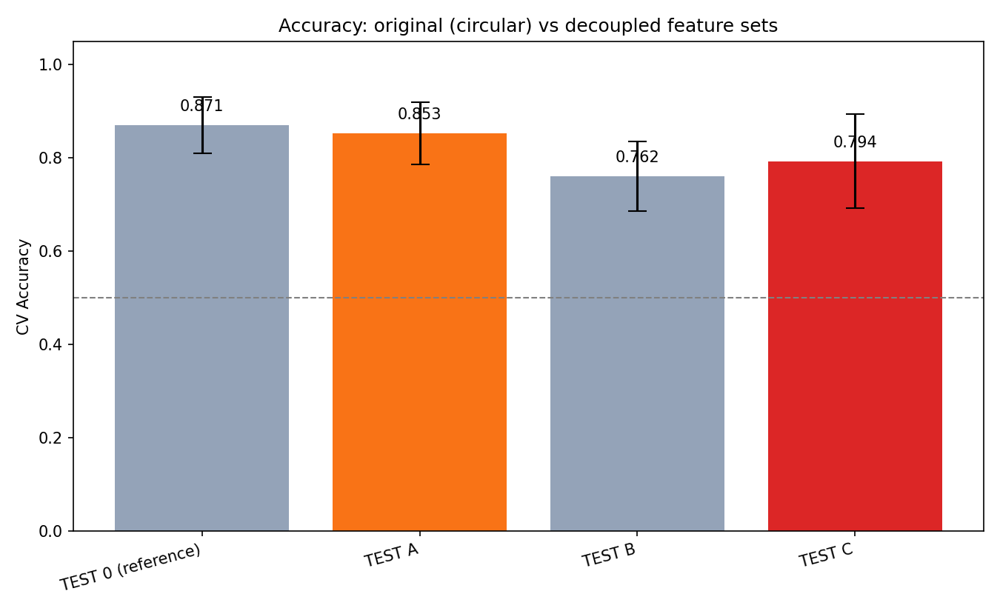 Accuracy: original (circular) vs decoupled feature sets
CV Accuracy
1.0
0.8
0.6
0.4
0.2
0.0
0.871
0.853
0.762
0.794
TEST 0 (reference)
TEST A
TEST B
TEST C